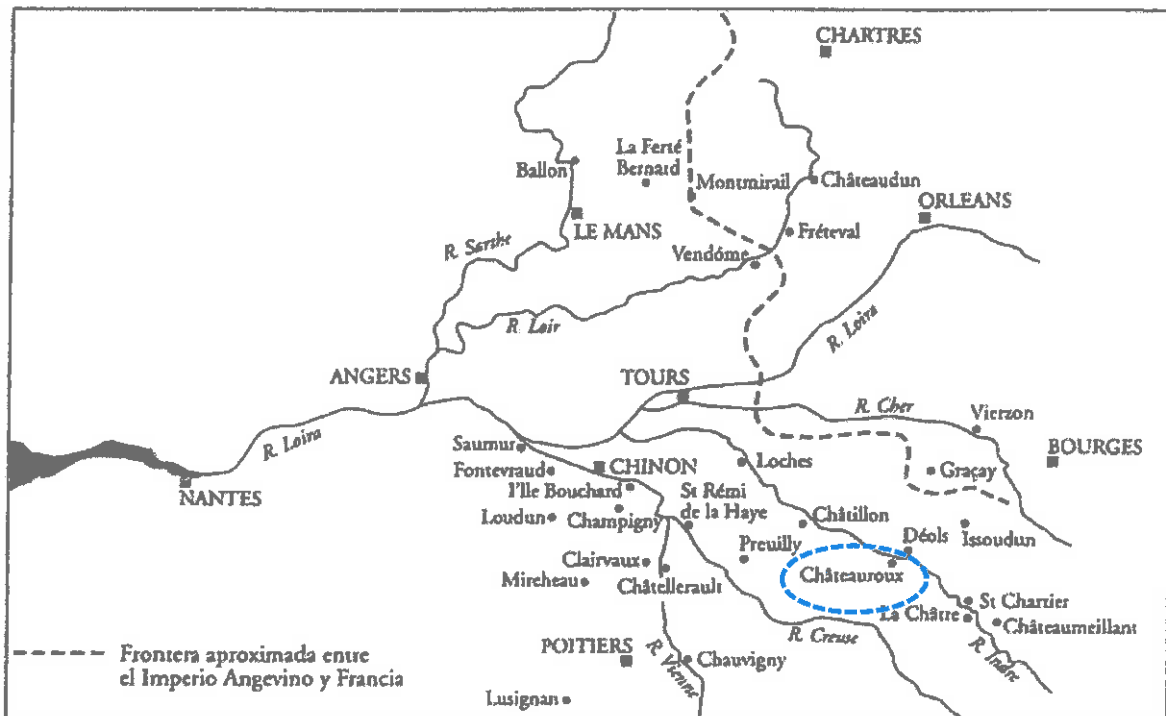 CHARTRES
La Ferté
Bernard
Ballon
Montmirail
Châteaudun
ORLEANS
LE MANS
Fréteval
R. Sarthe
Vendôme
R. Loir
R. Loira
ANGERS
TOURS
R. Cher
Vierzon
R. Loira
Saumur
BOURGES
Fontevraud
CHINON
Loches
Graçay
NANTES
l'Ile Bouchard
St Rémi
de la Haye
Loudun
Champigny
Châtillon
Déols
Issoudun
Clairvaux
Preuilly
Châteauroux
Mirebeau
Châtellerault
St Chartier
La Châtre
Châteaumeillant
R. Creuse
R. Indre
POITIERS
R. Vienne
Chauvigny
Lusignan
Frontera aproximada entre
el Imperio Angevino y Francia